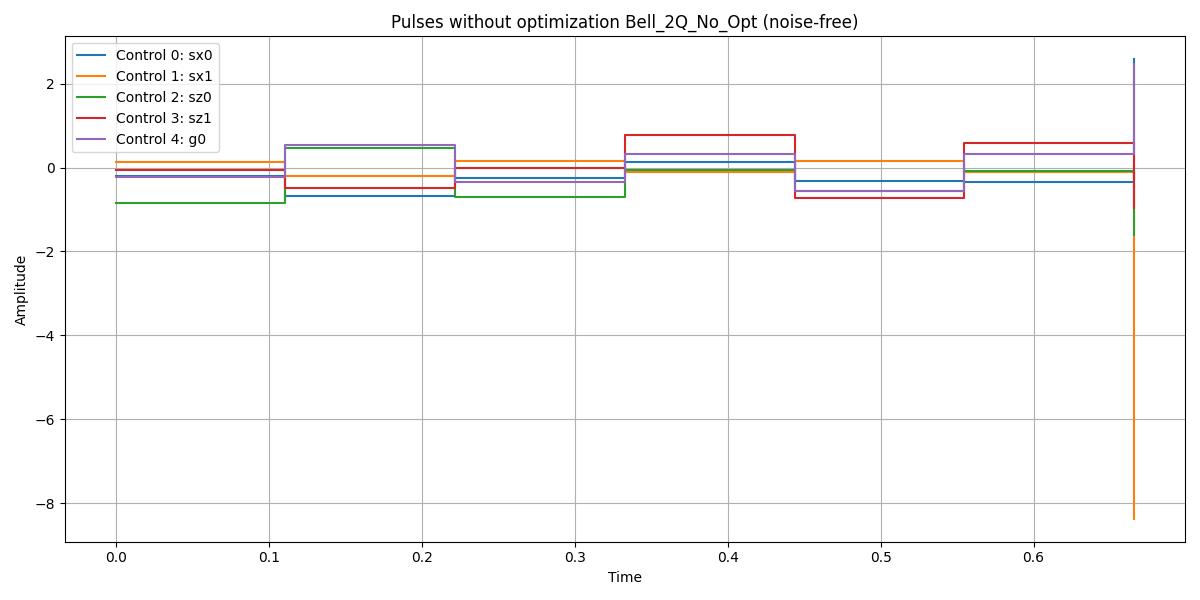 Pulses without optimization Bell_2Q_No_Opt (noise-free)
Control 0: sx0
Control 1: sx1
Control 2: sz0
Control 3: sz1
Control 4: g0
2
0
−2
−4
−6
−8
Amplitude
0.0
0.1
0.2
0.3
0.4
0.5
0.6
Time